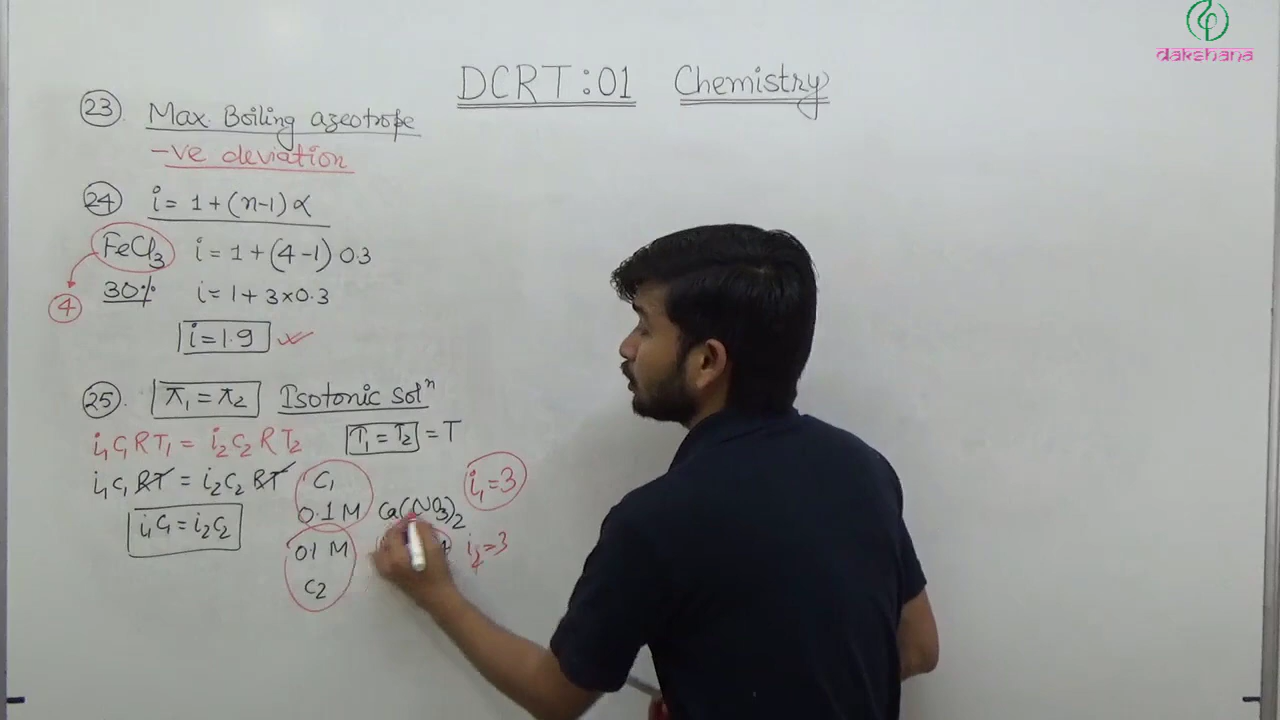 dakshana
DCRT:01 Chemistry
23 Max. Boiling azeotrope
-ve deviation
24 i = 1+(n-1)α
FeCl3 i = 1+(4-1) 0.3
4 30% i = 1+3×0.3
i=1.9
25. π1 = π2 Isotonic solⁿ
i1C1RT1 = i2C2RT2 T1 = T2 = T
i1C1RT = i2C2RT C1 i1=3
0.1 M Ca(NO3)2
i1C1 = i2C2
0.1 M i2=3
C2